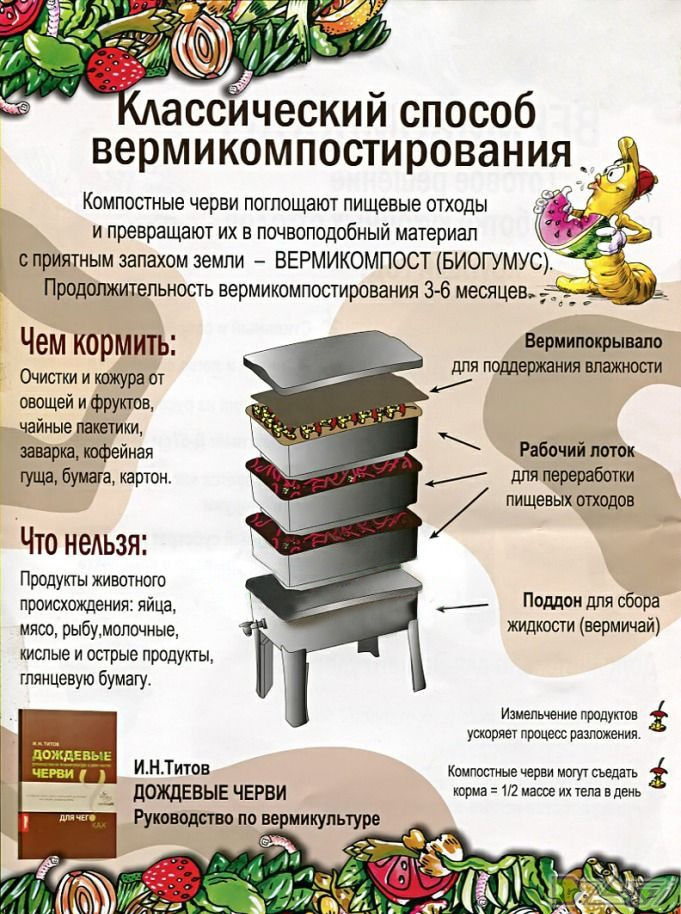 Классический способ
вермикомпостирования
Компостные черви поглощают пищевые отходы
и превращают их в почвоподобный материал
с приятным запахом земли – ВЕРМИКОМПОСТ (БИОГУМУС).
Продолжительность вермикомпостирования 3-6 месяцев.
Чем кормить:
Очистки и кожура от
овощей и фруктов,
чайные пакетики,
заварка, кофейная
гуща, бумага, картон.
Что нельзя:
Продукты животного
происхождения: яйца,
мясо, рыбу,молочные,
кислые и острые продукты,
глянцевую бумагу.
Вермипокрывало
для поддержания влажности
Рабочий лоток
для переработки
пищевых отходов
Поддон для сбора
жидкости (вермичай)
Измельчение продуктов
ускоряет процесс разложения.
Компостные черви могут съедать
корма = 1/2 массе их тела в день
И.Н.ТИТОВ
ДОЖДЕВЫЕ
ЧЕРВИ
ДЛЯ ЧЕГО
КАК
И.Н.Титов
ДОЖДЕВЫЕ ЧЕРВИ
Руководство по вермикультуре